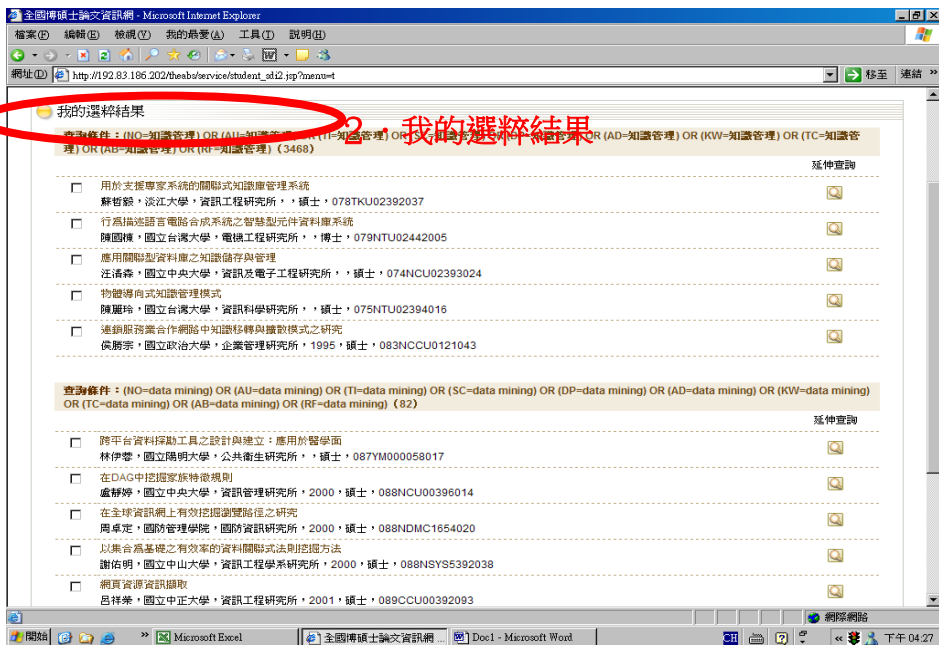 全國博碩士論文資訊網 - Microsoft Internet Explorer
檔案(F) 編輯(E) 檢視(V) 我的最愛(A) 工具(T) 說明(H)
網址(D) http://192.83.186.202/theabs/service/student_sdi2.jsp?menu=t 移至 連結 »
我的選粹結果
2．我的選粹結果
查詢條件：(NO=知識管理) OR (AU=知識管理) OR (TI=知識管理) OR (SC=知識管理) OR (DP=知識管理) OR (AD=知識管理) OR (KW=知識管理) OR (TC=知識管
理) OR (AB=知識管理) OR (RF=知識管理)（3468）
延伸查詢
用於支援專家系統的關聯式知識庫管理系統
蘇哲毅，淡江大學，資訊工程研究所，，碩士，078TKU02392037
行為描述語言電路合成系統之智慧型元件資料庫系統
陳國棟，國立台灣大學，電機工程研究所，，博士，079NTU02442005
應用關聯型資料庫之知識儲存與管理
汪潘森，國立中央大學，資訊及電子工程研究所，，碩士，074NCU02393024
物體導向式知識管理模式
陳麗玲，國立台灣大學，資訊科學研究所，，碩士，075NTU02394016
連鎖服務業合作網路中知識移轉與擴散模式之研究
侯勝宗，國立政治大學，企業管理研究所，1995，碩士，083NCCU0121043
查詢條件：(NO=data mining) OR (AU=data mining) OR (TI=data mining) OR (SC=data mining) OR (DP=data mining) OR (AD=data mining) OR (KW=data mining)
OR (TC=data mining) OR (AB=data mining) OR (RF=data mining)（82）
延伸查詢
跨平台資料探勘工具之設計與建立：應用於醫學面
林伊蓉，國立陽明大學，公共衛生研究所，，碩士，087YM000058017
在DAG中挖掘家族特徵規則
盧靜婷，國立中央大學，資訊管理研究所，2000，碩士，088NCU00396014
在全球資訊網上有效挖掘瀏覽路徑之研究
周卓定，國防管理學院，國防資訊研究所，2000，碩士，088NDMC1654020
以集合為基礎之有效率的資料關聯式法則挖掘方法
謝佑明，國立中山大學，資訊工程學系研究所，2000，碩士，088NSYS5392038
網頁資源資訊擷取
呂祥榮，國立中正大學，資訊工程研究所，2001，碩士，089CCU00392093
網際網路
開始 » Microsoft Excel 全國博碩士論文資訊網 ... Doc1 - Microsoft Word CH « 下午 04:27